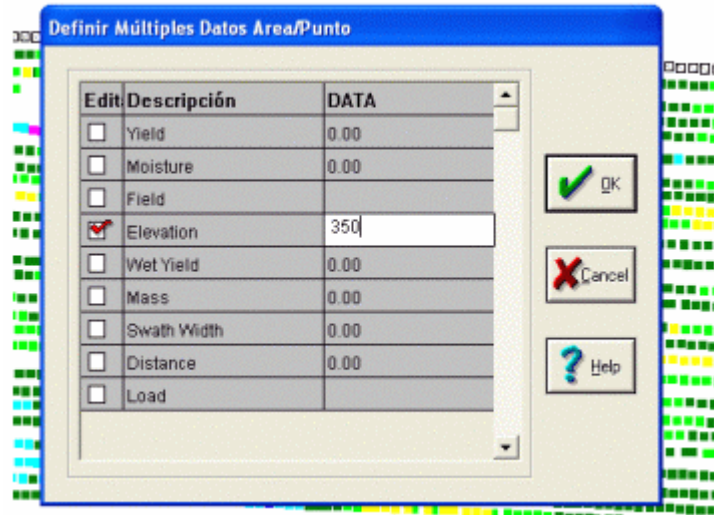 Definir Múltiples Datos Area/Punto
Edit Descripción DATA
Yield 0.00
Moisture 0.00
Field
Elevation 350
Wet Yield 0.00
Mass 0.00
Swath Width 0.00
Distance 0.00
Load
OK
Cancel
Help